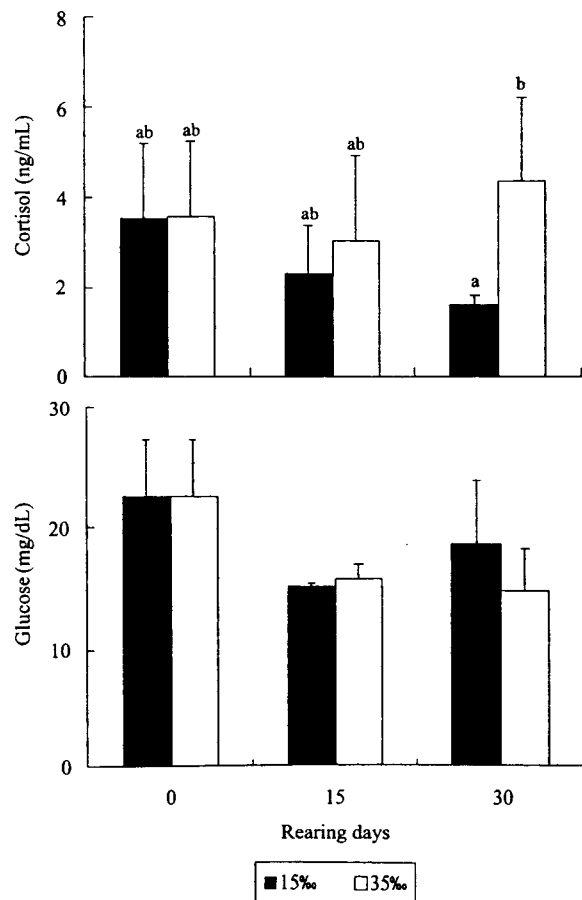 8
6
4
2
0
Cortisol (ng/mL)
ab
ab
ab
ab
a
b
30
20
10
0
Glucose (mg/dL)
0
15
30
Rearing days
15‰
35‰